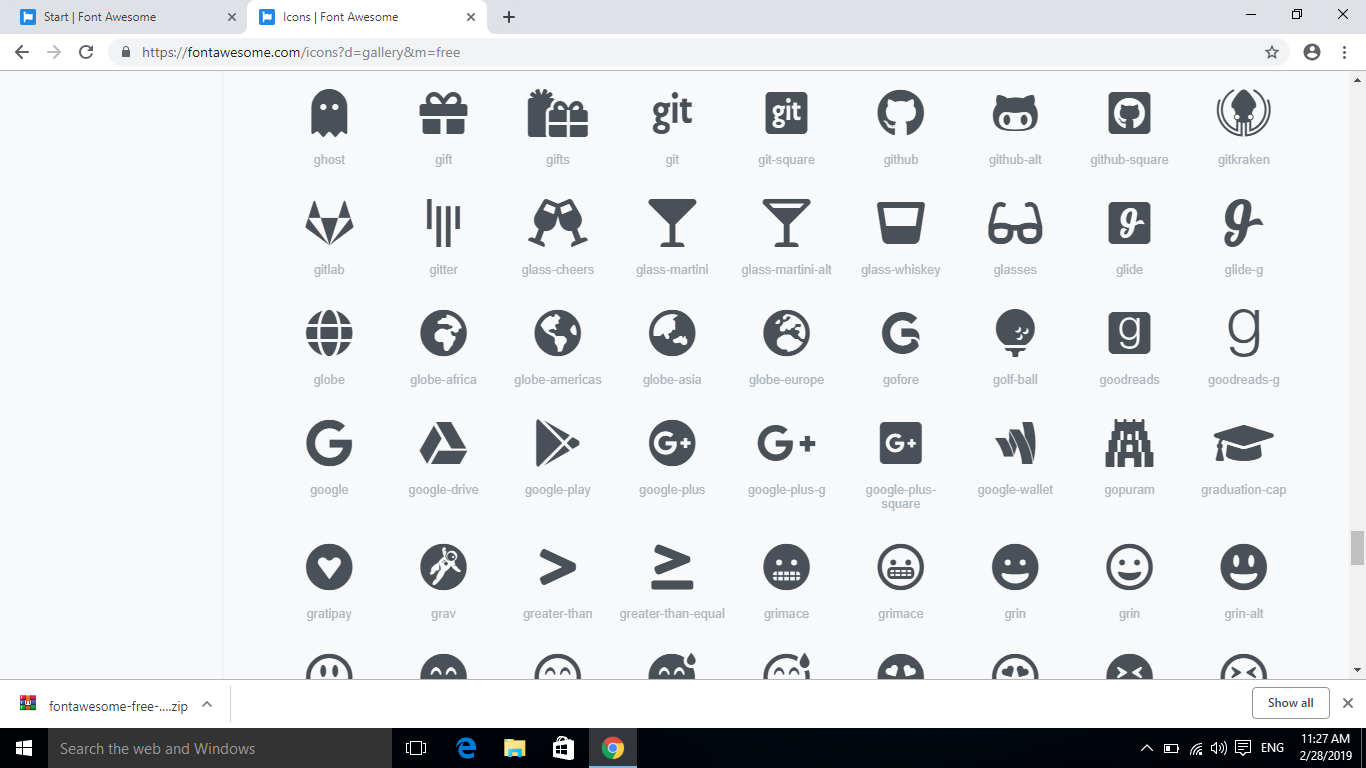 Start | Font Awesome
Icons | Font Awesome
https://fontawesome.com/icons?d=gallery&m=free
git git
ghost gift gifts git git-square github github-alt github-square gitkraken
gitlab gitter glass-cheers glass-martini glass-martini-alt glass-whiskey glasses glide glide-g
g g
globe globe-africa globe-americas globe-asia globe-europe gofore golf-ball goodreads goodreads-g
G G+ G+ G+
google google-drive google-play google-plus google-plus-g google-plus-square google-wallet gopuram graduation-cap
gratipay grav greater-than greater-than-equal grimace grimace grin grin grin-alt
fontawesome-free-....zip
Show all
Search the web and Windows
ENG
11:27 AM
2/28/2019